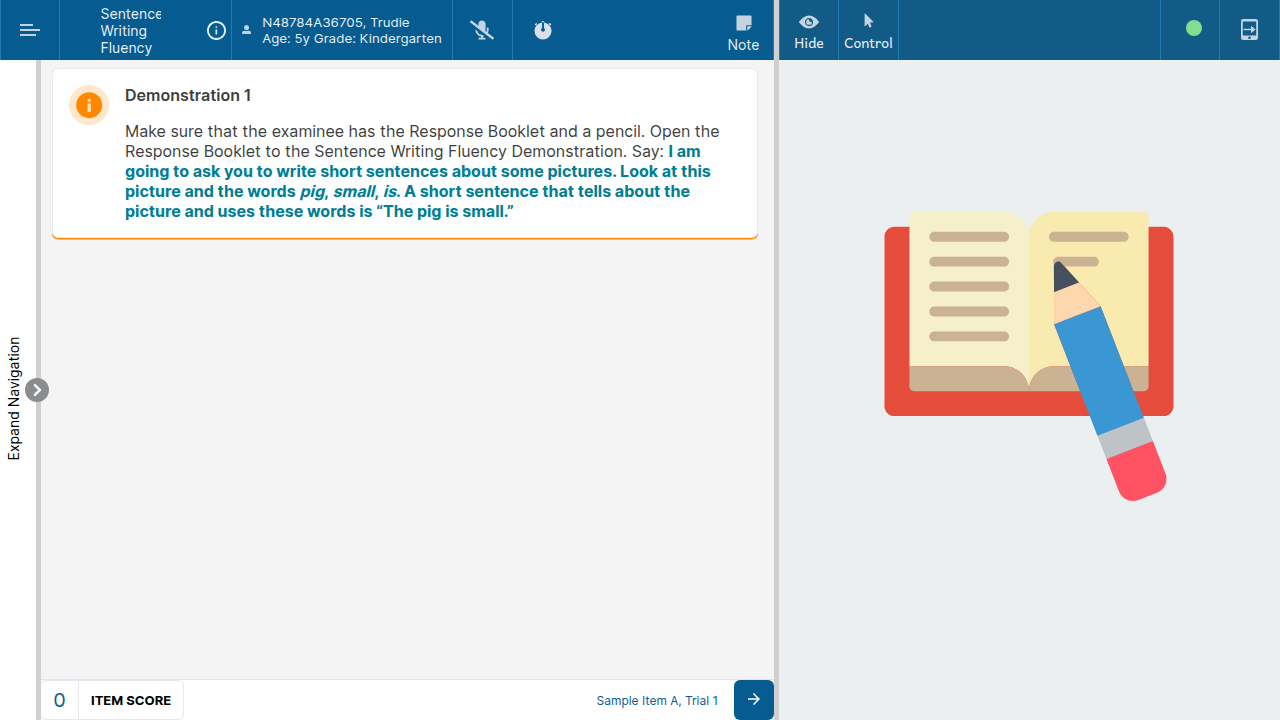 Sentence
Writing
Fluency
N48784A36705, Trudie
Age: 5y Grade: Kindergarten
Note
Hide
Control
Expand Navigation
Demonstration 1
Make sure that the examinee has the Response Booklet and a pencil. Open the
Response Booklet to the Sentence Writing Fluency Demonstration. Say: I am
going to ask you to write short sentences about some pictures. Look at this
picture and the words pig, small, is. A short sentence that tells about the
picture and uses these words is “The pig is small.”
0
ITEM SCORE
Sample Item A, Trial 1